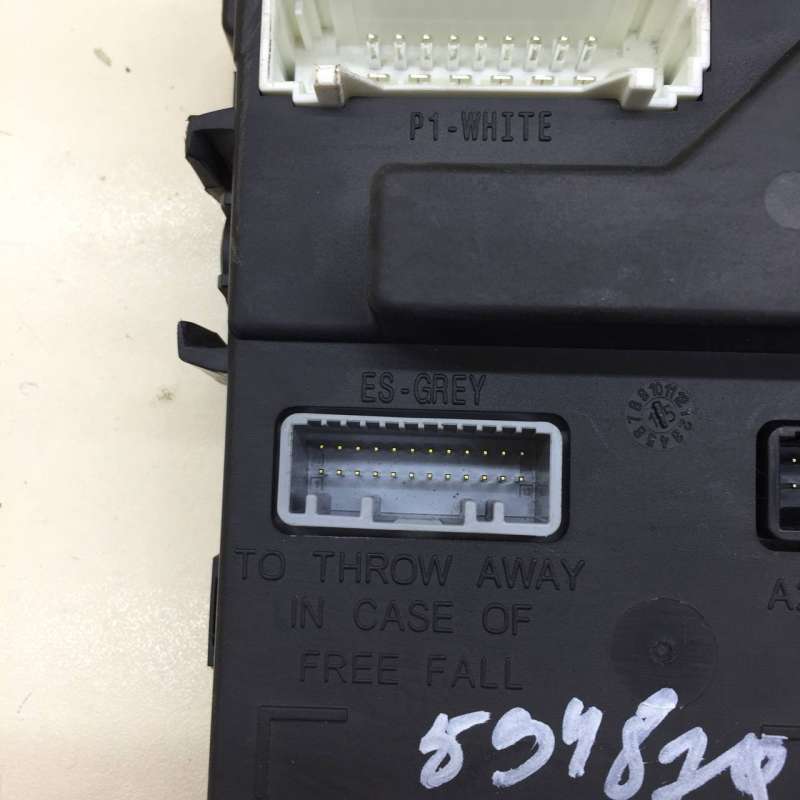 P1-WHITE
ES-GREY
TO THROW AWAY
IN CASE OF
FREE FALL